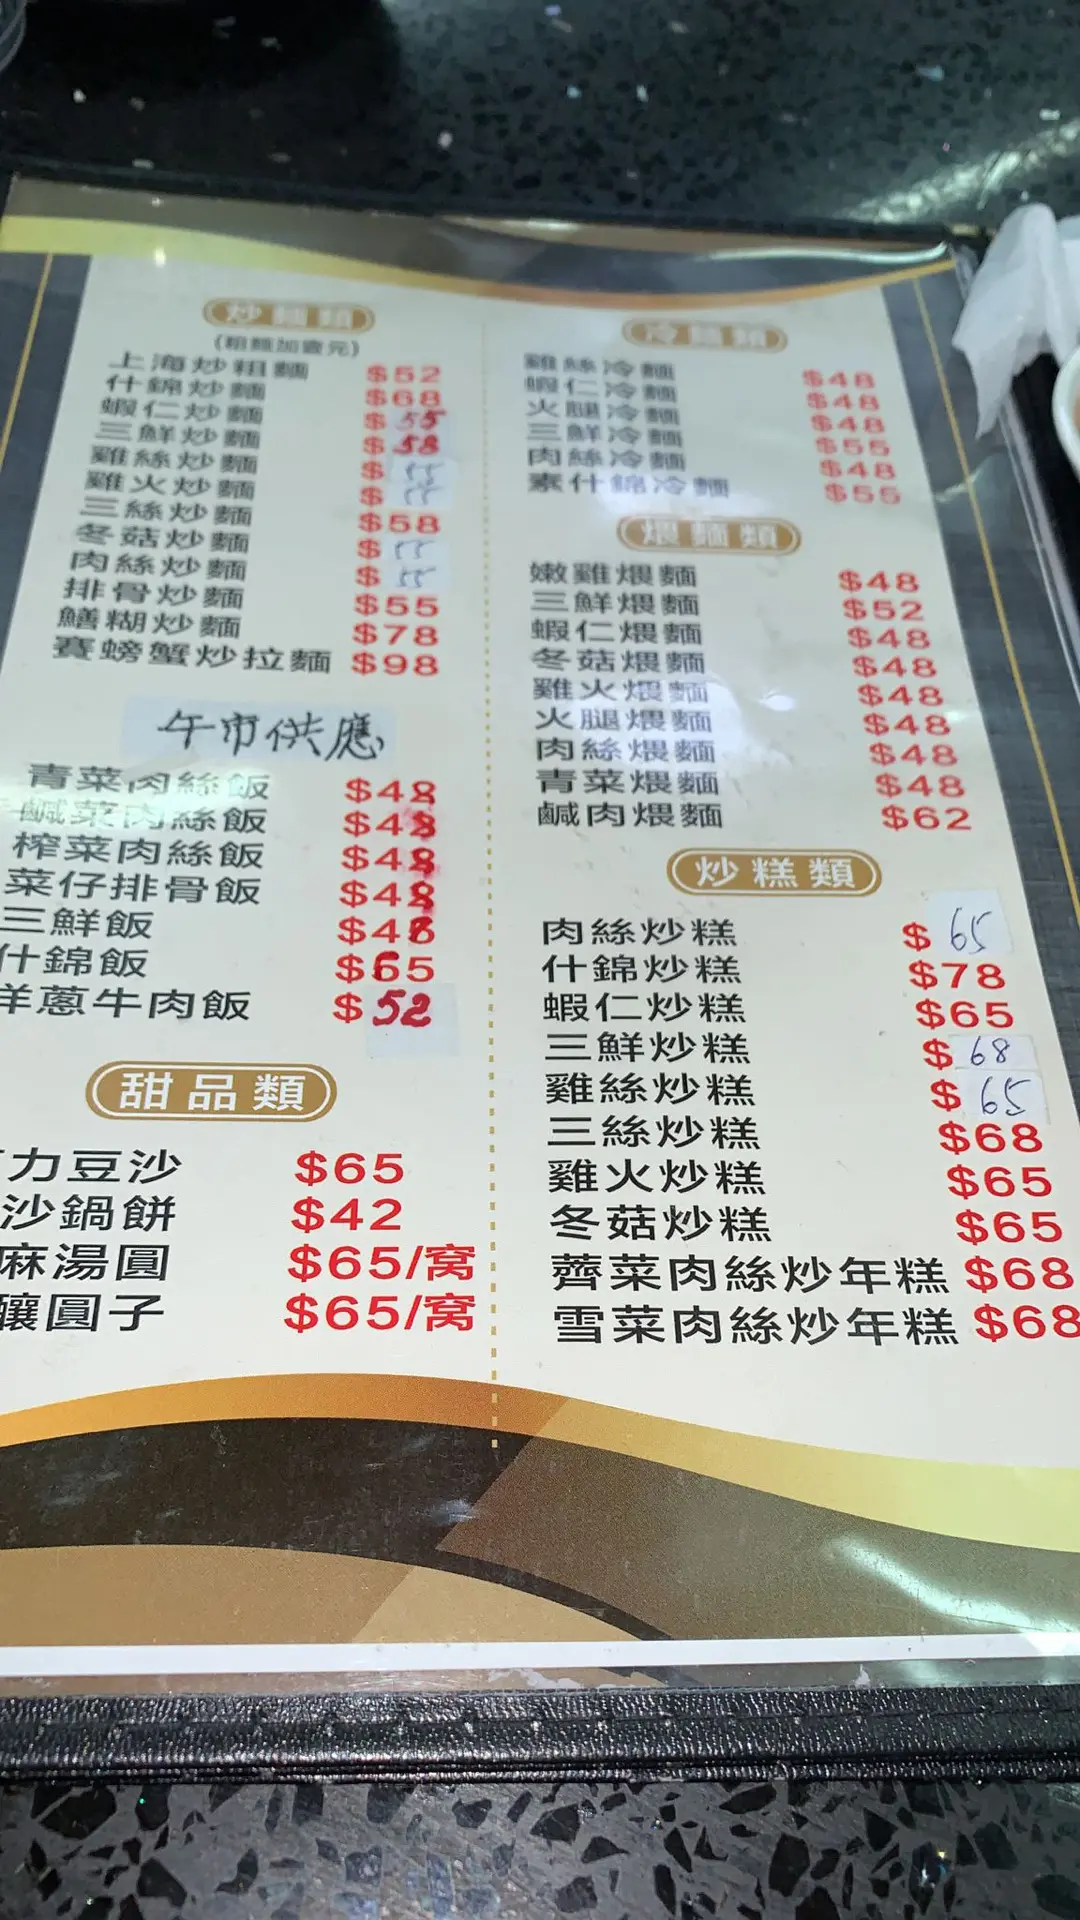 炒麵類
(粗麵加壹元)
上海炒粗麵 $52
什錦炒麵 $68
蝦仁炒麵 $55
三鮮炒麵 $58
雞絲炒麵 $55
雞火炒麵 $55
三絲炒麵 $58
冬菇炒麵 $55
肉絲炒麵 $55
排骨炒麵 $55
鱔糊炒麵 $78
賽螃蟹炒拉麵 $98
午市供應
青菜肉絲飯 $48
鹹菜肉絲飯 $48
榨菜肉絲飯 $48
菜仔排骨飯 $48
三鮮飯 $48
什錦飯 $65
洋蔥牛肉飯 $52
甜品類
力豆沙 $65
沙鍋餅 $42
麻湯圓 $65/窝
釀圓子 $65/窝
冷麵類
雞絲冷麵 $48
蝦仁冷麵 $48
火腿冷麵 $48
三鮮冷麵 $55
肉絲冷麵 $48
素什錦冷麵 $55
煨麵類
嫩雞煨麵 $48
三鮮煨麵 $52
蝦仁煨麵 $48
冬菇煨麵 $48
雞火煨麵 $48
火腿煨麵 $48
肉絲煨麵 $48
青菜煨麵 $48
鹹肉煨麵 $62
炒糕類
肉絲炒糕 $65
什錦炒糕 $78
蝦仁炒糕 $65
三鮮炒糕 $68
雞絲炒糕 $65
三絲炒糕 $68
雞火炒糕 $65
冬菇炒糕 $65
薺菜肉絲炒年糕 $68
雪菜肉絲炒年糕 $68